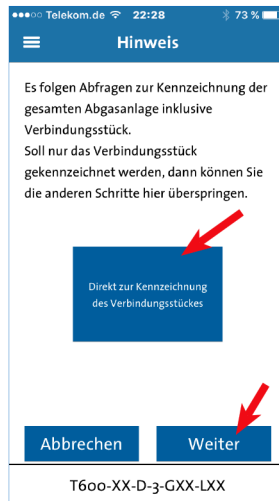 ●●●○○ Telekom.de 22:28 73 %
Hinweis
Es folgen Abfragen zur Kennzeichnung der
gesamten Abgasanlage inklusive
Verbindungsstück.
Soll nur das Verbindungsstück
gekennzeichnet werden, dann können Sie
die anderen Schritte hier überspringen.
Direkt zur Kennzeichnung
des Verbindungsstückes
Abbrechen Weiter
T600-XX-D-3-GXX-LXX